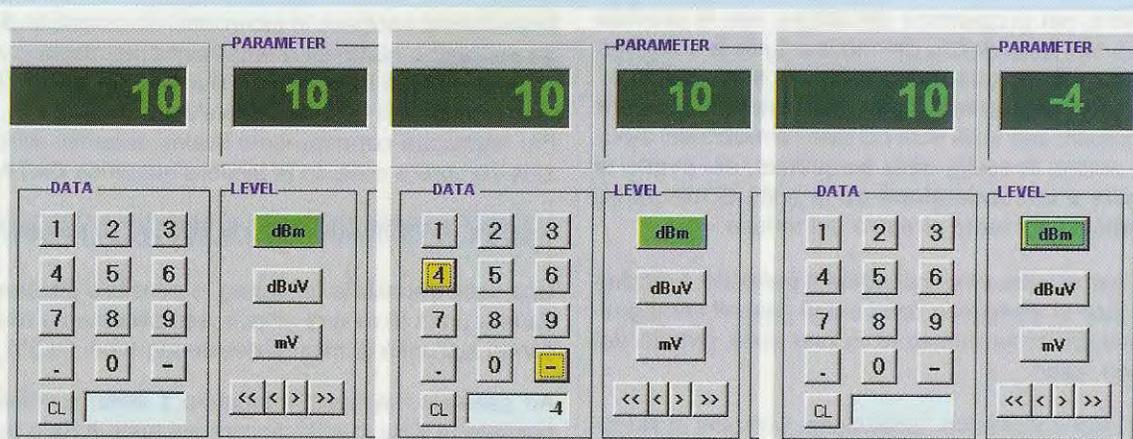 PARAMETER
10
10
DATA
LEVEL
1 2 3
dBm
4 5 6
dBuV
7 8 9
mV
. 0 -
CL
<< < > >>
PARAMETER
10
10
DATA
LEVEL
1 2 3
dBm
4 5 6
dBuV
7 8 9
mV
. 0 -
CL -4
<< < > >>
PARAMETER
10
-4
DATA
LEVEL
1 2 3
dBm
4 5 6
dBuV
7 8 9
mV
. 0 -
CL
<< < > >>